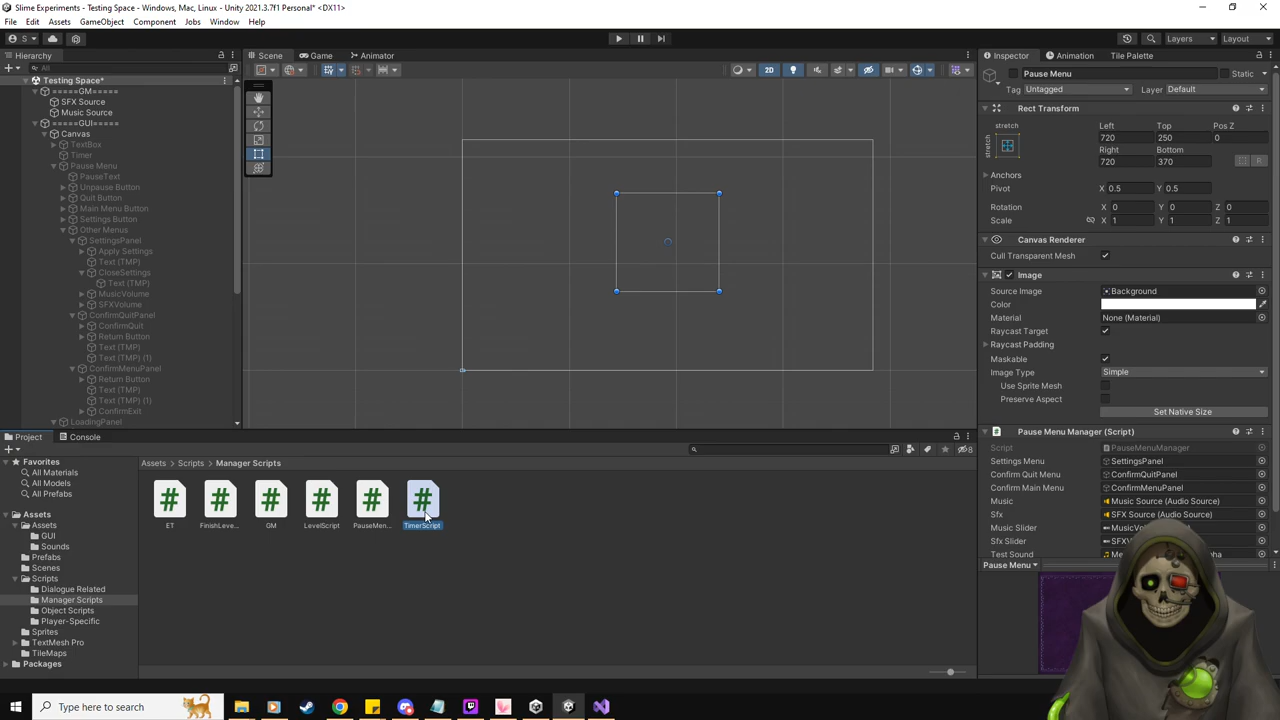 Slime Experiments - Testing Space - Windows, Mac, Linux - Unity 2021.3.7f1 Personal* <DX11>
File Edit Assets GameObject Component Jobs Window Help
S
Layers Layout
Hierarchy
All
Testing Space*
=====GM=====
SFX Source
Music Source
=====GUI=====
Canvas
TextBox
Timer
Pause Menu
PauseText
Unpause Button
Quit Button
Main Menu Button
Settings Button
Other Menus
SettingsPanel
Apply Settings
Text (TMP)
CloseSettings
Text (TMP)
MusicVolume
SFXVolume
ConfirmQuitPanel
ConfirmQuit
Return Button
Text (TMP)
Text (TMP) (1)
ConfirmMenuPanel
Return Button
Text (TMP)
Text (TMP) (1)
ConfirmExit
LoadingPanel
Scene Game Animator
2D
Inspector Animation Tile Palette
Pause Menu Static
Tag Untagged Layer Default
Rect Transform
stretch Left Top Pos Z
stretch 720 250 0
Right Bottom
720 370 R
Anchors
Pivot X 0.5 Y 0.5
Rotation X 0 Y 0 Z 0
Scale X 1 Y 1 Z 1
Canvas Renderer
Cull Transparent Mesh
Image
Source Image Background
Color
Material None (Material)
Raycast Target
Raycast Padding
Maskable
Image Type Simple
Use Sprite Mesh
Preserve Aspect
Set Native Size
Pause Menu Manager (Script)
Script PauseMenuManager
Settings Menu SettingsPanel
Confirm Quit Menu ConfirmQuitPanel
Confirm Main Menu ConfirmMenuPanel
Music Music Source (Audio Source)
Sfx SFX Source (Audio Source)
Music Slider
Sfx Slider
Test Sound
Pause Menu
Project Console
8
Favorites
All Materials
All Models
All Prefabs
Assets
Assets
GUI
Sounds
Prefabs
Scenes
Scripts
Dialogue Related
Manager Scripts
Object Scripts
Player-Specific
Sprites
TextMesh Pro
TileMaps
Packages
Assets Scripts Manager Scripts
ET FinishLeve... GM LevelScript PauseMen... TimerScript
Type here to search